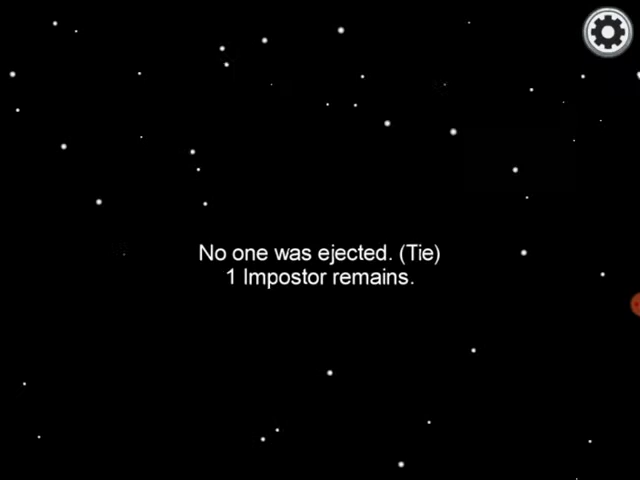 No one was ejected. (Tie)
1 Impostor remains.